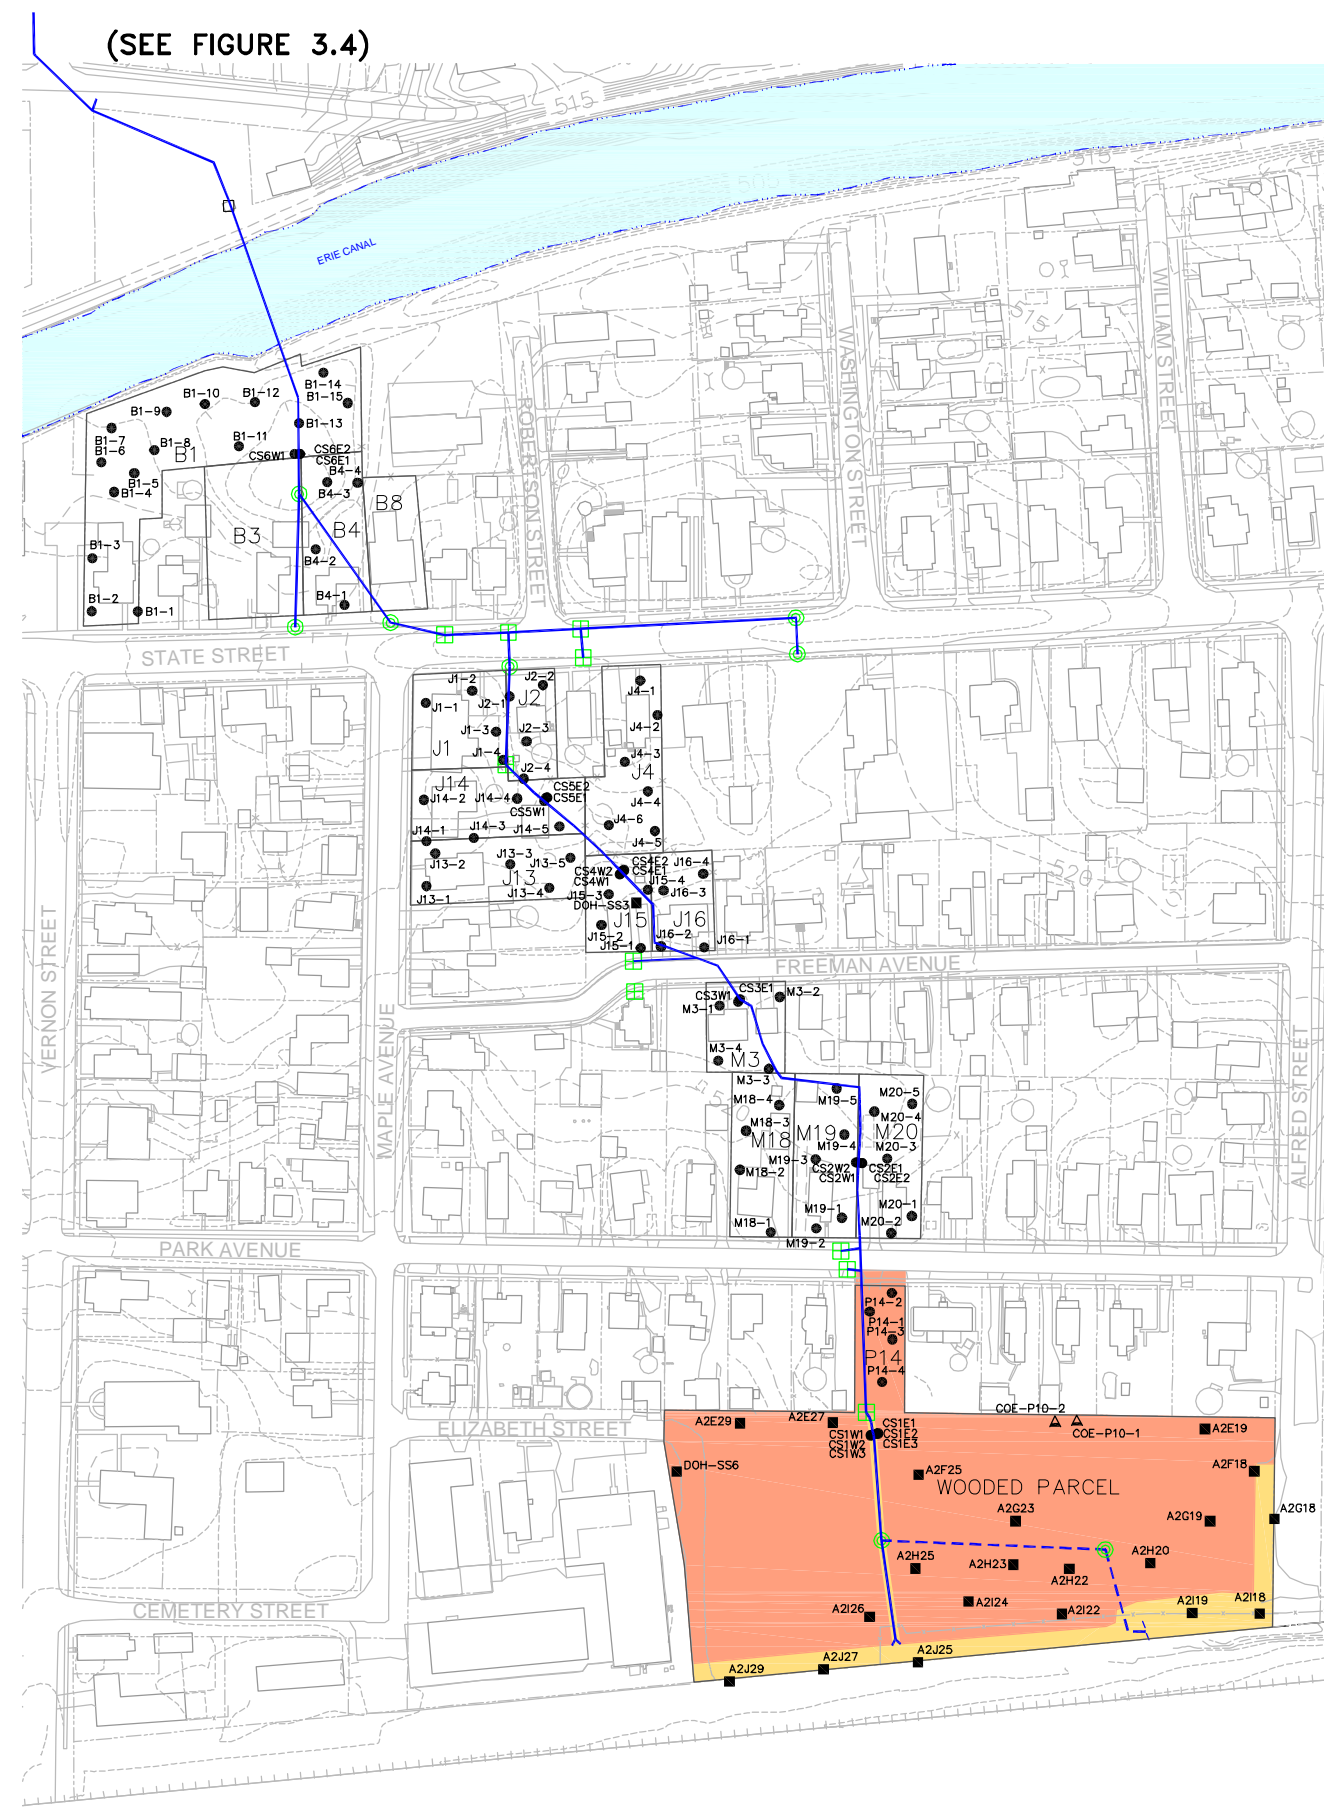 (SEE FIGURE 3.4)
515
515
505
ERIE CANAL
WILLIAM STREET
515
WASHINGTON STREET
ROBERSON STREET
B1-14
B1-15
B1-12
B1-10
B1-9
B1-13
B1-7
B1-8
B1-11
B1-6
B1
CS6W1
CS6E2
CS6E1
B1-5
B1-4
B4-4
B4-3
B8
B3
B4
B1-3
B4-2
B1-2
B1-1
B4-1
STATE STREET
J1-2
J2-2
J4-1
J1-1
J2-1
J2
J4-2
J1-3
J2-3
J1
J1-4
J4-3
J4
J2-4
J14
J14-2
J14-4
CS5E2
CS5E1
CS5W1
J4-4
J14-1
J14-3
J14-5
J4-6
J4-5
J13-2
J13-3
J13-5
CS4E2
CS4E1
CS4W2
CS4W1
J16-4
J13
J13-1
J13-4
J15-3
J15-4
J16-3
DOH-SS3
J15
J16
J15-2
J15-1
J16-2
J16-1
520
VERNON STREET
FREEMAN AVENUE
CS3W1
CS3E1
M3-1
M3-2
MAPLE AVENUE
M3-4
M3
M3-3
ALFRED STREET
520
M18-4
M19-5
M20-5
M20-4
M18-3
M18
M19
M20
M19-4
M20-3
M19-3
M18-2
CS2W2
CS2W1
CS2E1
CS2E2
M19-1
M20-1
M18-1
M20-2
M19-2
PARK AVENUE
P14-2
P14-1
P14-3
P14
P14-4
ELIZABETH STREET
A2E29
A2E27
CS1W1
CS1W2
CS1W3
CS1E1
CS1E2
CS1E3
COE-P10-2
COE-P10-1
A2E19
DOH-SS6
A2F25
A2F18
WOODED PARCEL
A2G23
A2G19
A2G18
A2H25
A2H23
A2H22
A2H20
A2I26
A2I24
A2I22
A2I19
A2I18
CEMETERY STREET
A2J29
A2J27
A2J25